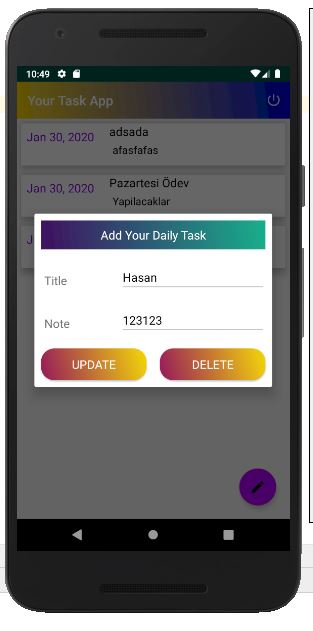 10:49
Your Task App
Jan 30, 2020 adsada
afasfafas
Jan 30, 2020 Pazartesi Ödev
Yapilacaklar
Add Your Daily Task
Title Hasan
Note 123123
UPDATE DELETE